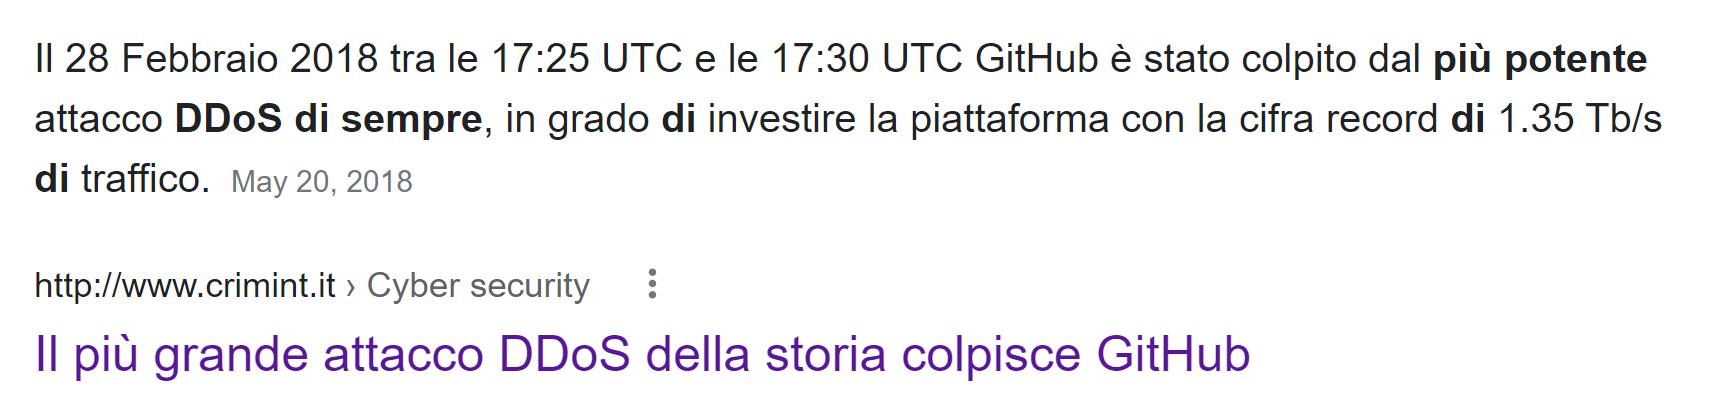 Il 28 Febbraio 2018 tra le 17:25 UTC e le 17:30 UTC GitHub è stato colpito dal più potente
attacco DDoS di sempre, in grado di investire la piattaforma con la cifra record di 1.35 Tb/s
di traffico. May 20, 2018
http://www.crimint.it › Cyber security
Il più grande attacco DDoS della storia colpisce GitHub